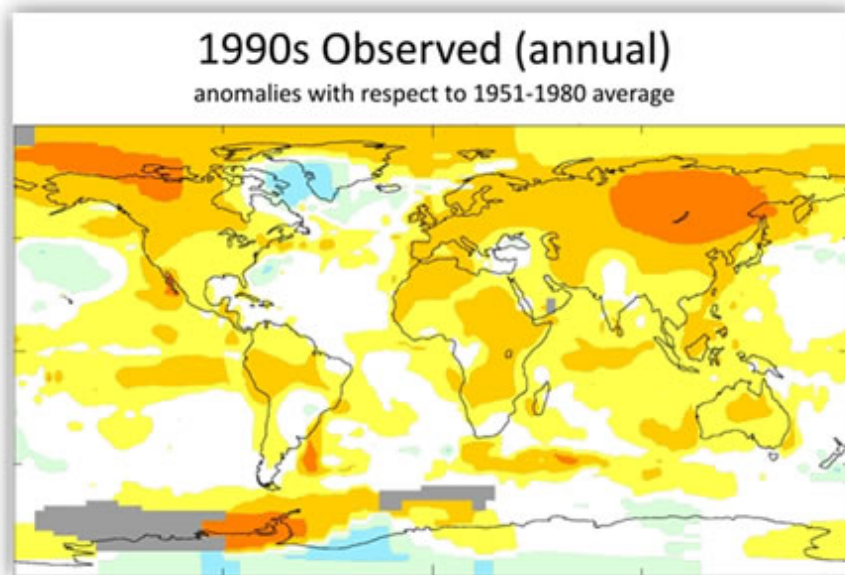 1990s Observed (annual)
anomalies with respect to 1951-1980 average